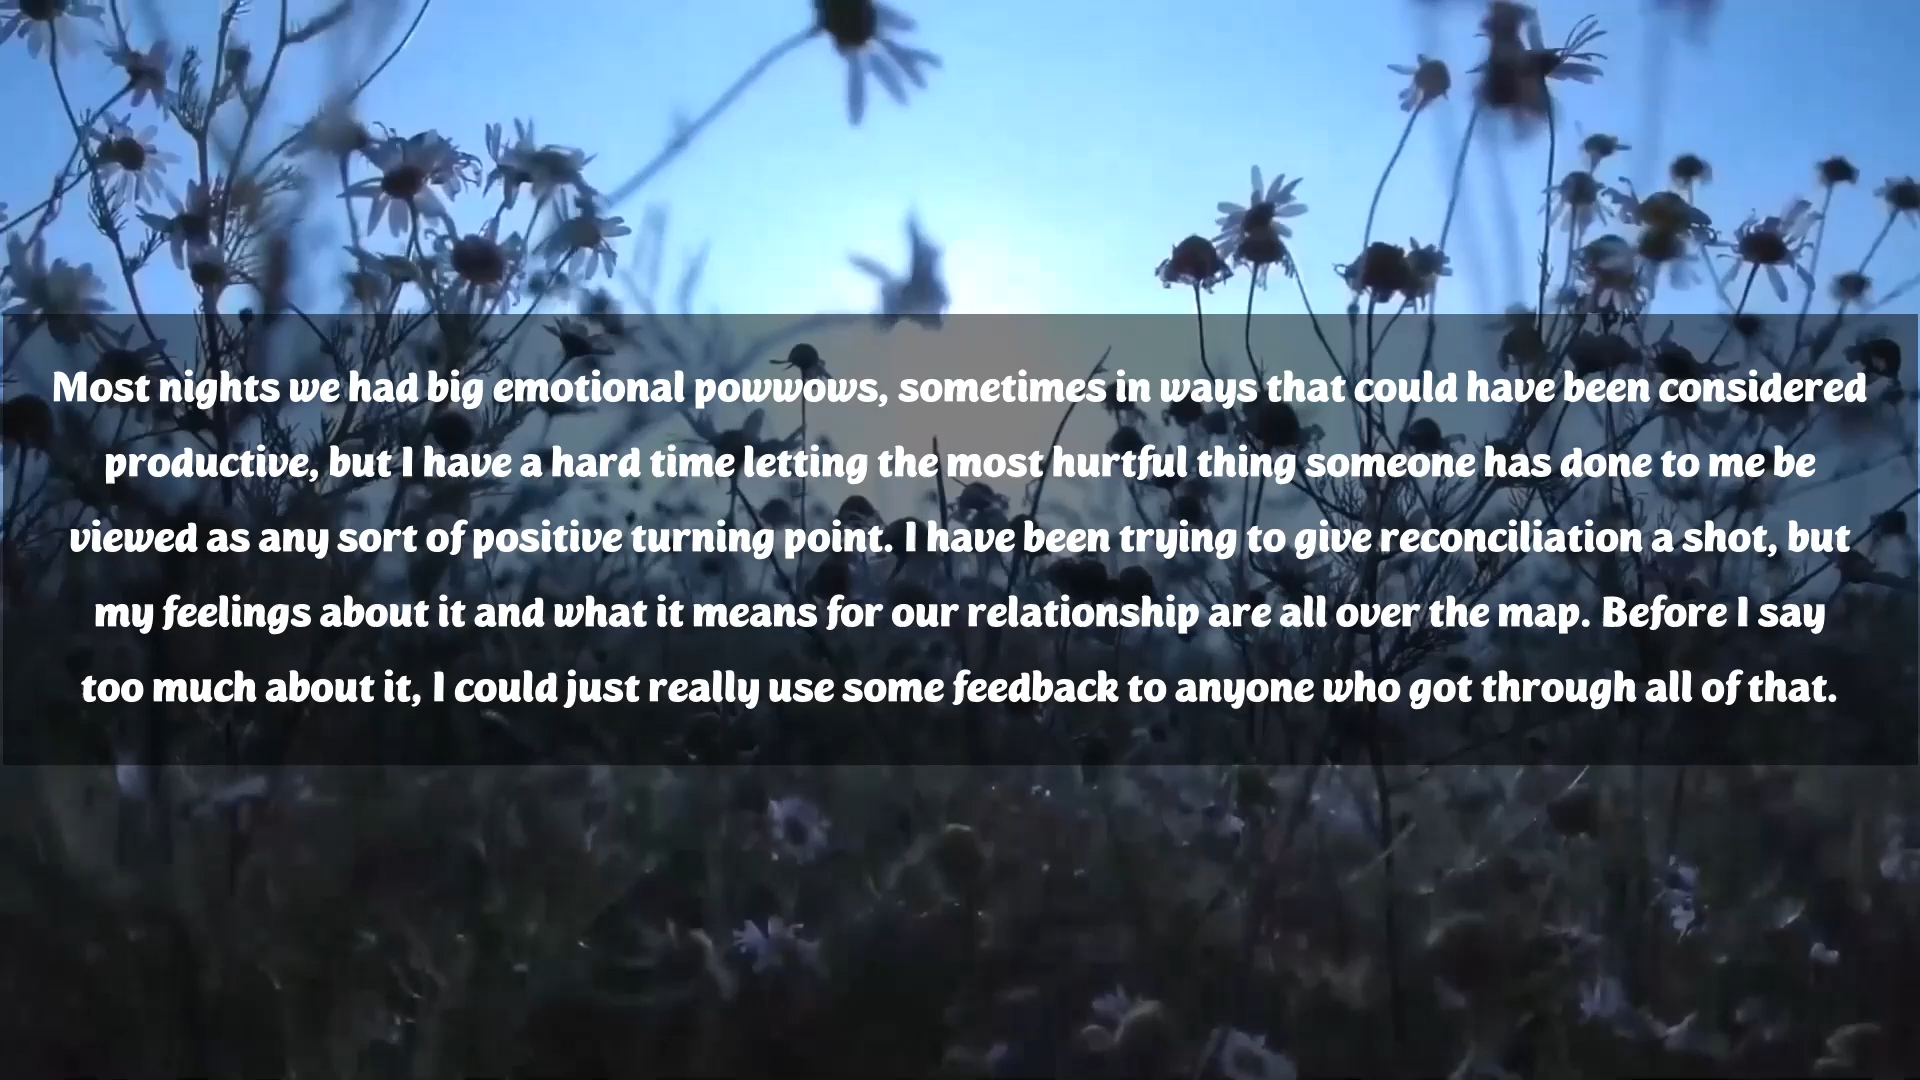 Most nights we had big emotional powwows, sometimes in ways that could have been considered
productive, but I have a hard time letting the most hurtful thing someone has done to me be
viewed as any sort of positive turning point. I have been trying to give reconciliation a shot, but
my feelings about it and what it means for our relationship are all over the map. Before I say
too much about it, I could just really use some feedback to anyone who got through all of that.